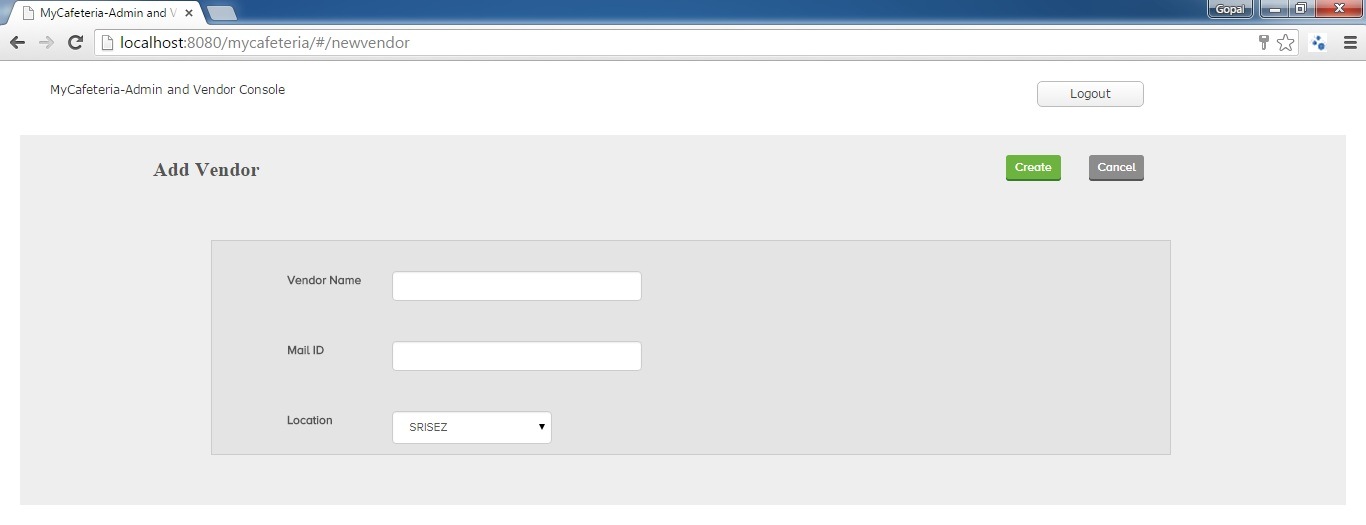 MyCafeteria-Admin and V
Gopal
localhost:8080/mycafeteria/#/newvendor
MyCafeteria-Admin and Vendor Console
Logout
Add Vendor
Create
Cancel
Vendor Name
Mail ID
Location
SRISEZ